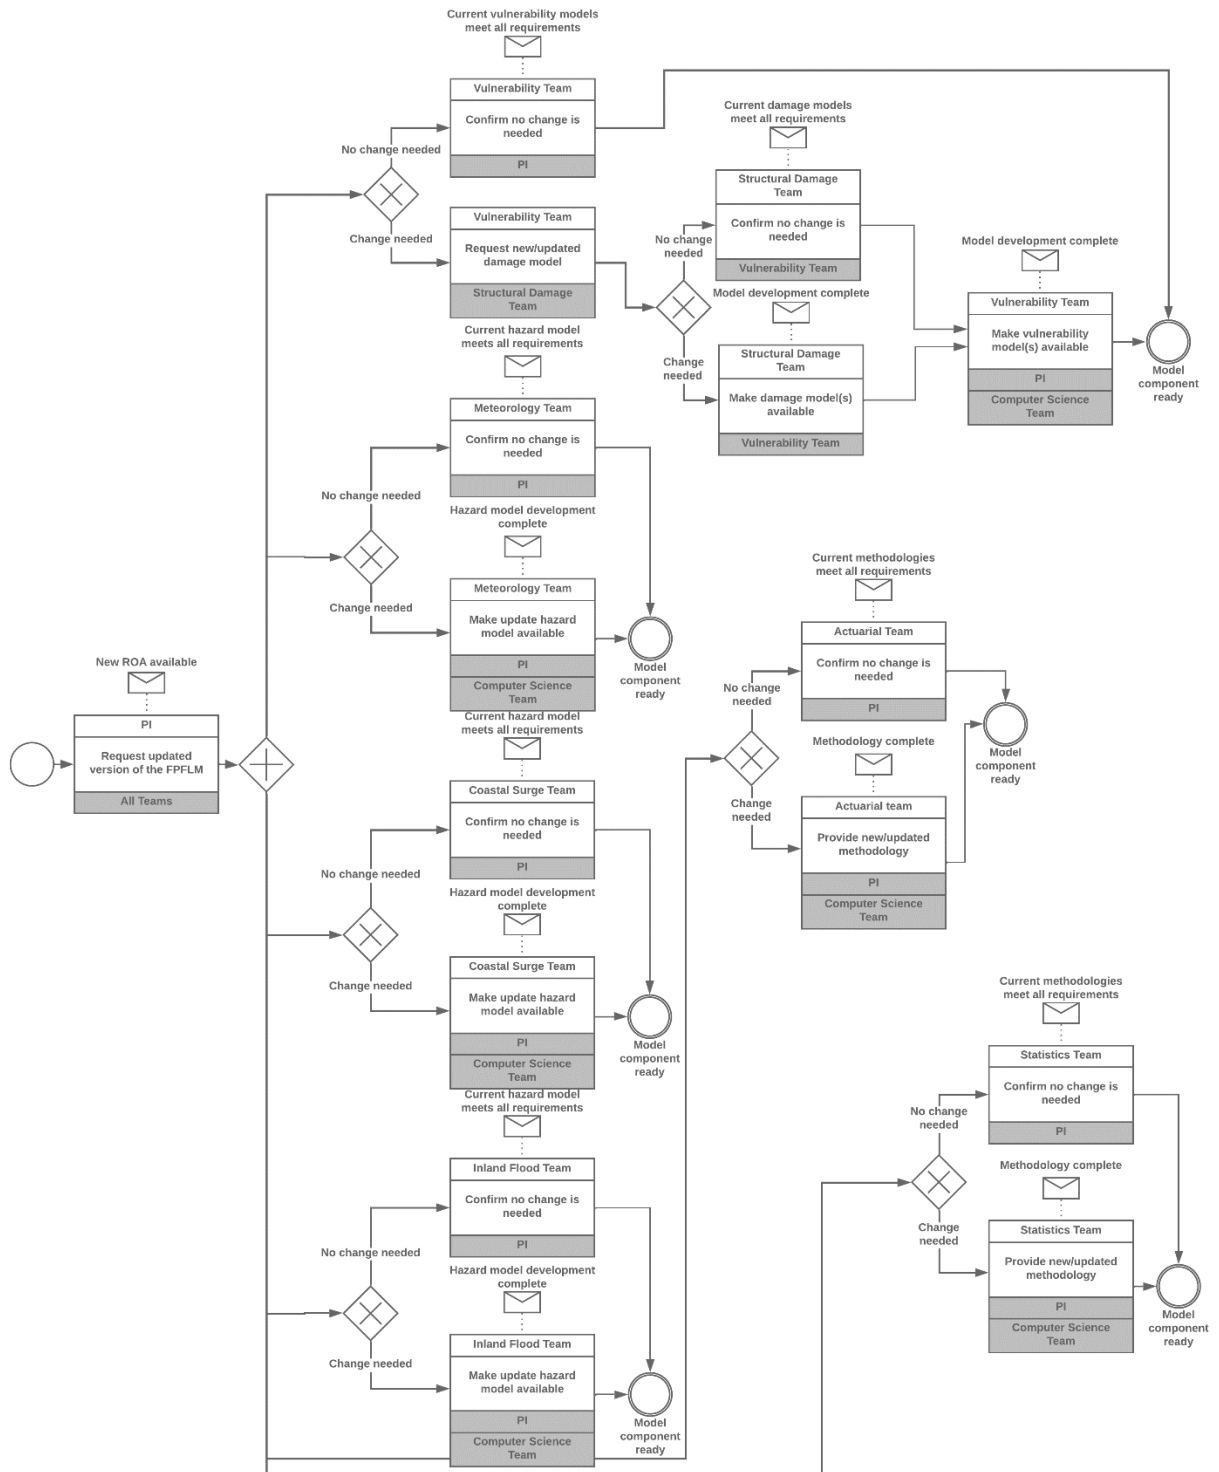 Current vulnerability models
meet all requirements
Vulnerability Team
Confirm no change is
needed
PI
No change needed
Change needed
Vulnerability Team
Request new/updated
damage model
Structural Damage
Team
Current damage models
meet all requirements
Structural Damage
Team
Confirm no change is
needed
Vulnerability Team
No change
needed
Change
needed
Model development complete
Structural Damage
Team
Make damage model(s)
available
Vulnerability Team
Model development complete
Vulnerability Team
Make vulnerability
model(s) available
PI
Computer Science
Team
Model
component
ready
Current hazard model
meets all requirements
Meteorology Team
Confirm no change is
needed
PI
No change needed
Change needed
Hazard model development
complete
Meteorology Team
Make update hazard
model available
PI
Computer Science
Team
Model
component
ready
New ROA available
PI
Request updated
version of the FPFLM
All Teams
Current hazard model
meets all requirements
Coastal Surge Team
Confirm no change is
needed
PI
No change needed
Change needed
Hazard model development
complete
Coastal Surge Team
Make update hazard
model available
PI
Computer Science
Team
Model
component
ready
Current methodologies
meet all requirements
Actuarial Team
Confirm no change is
needed
PI
No change
needed
Change
needed
Methodology complete
Actuarial team
Provide new/updated
methodology
PI
Computer Science
Team
Model
component
ready
Current hazard model
meets all requirements
Inland Flood Team
Confirm no change is
needed
PI
No change needed
Change needed
Hazard model development
complete
Inland Flood Team
Make update hazard
model available
PI
Computer Science
Team
Model
component
ready
Current methodologies
meet all requirements
Statistics Team
Confirm no change is
needed
PI
No change
needed
Change
needed
Methodology complete
Statistics Team
Provide new/updated
methodology
PI
Computer Science
Team
Model
component
ready